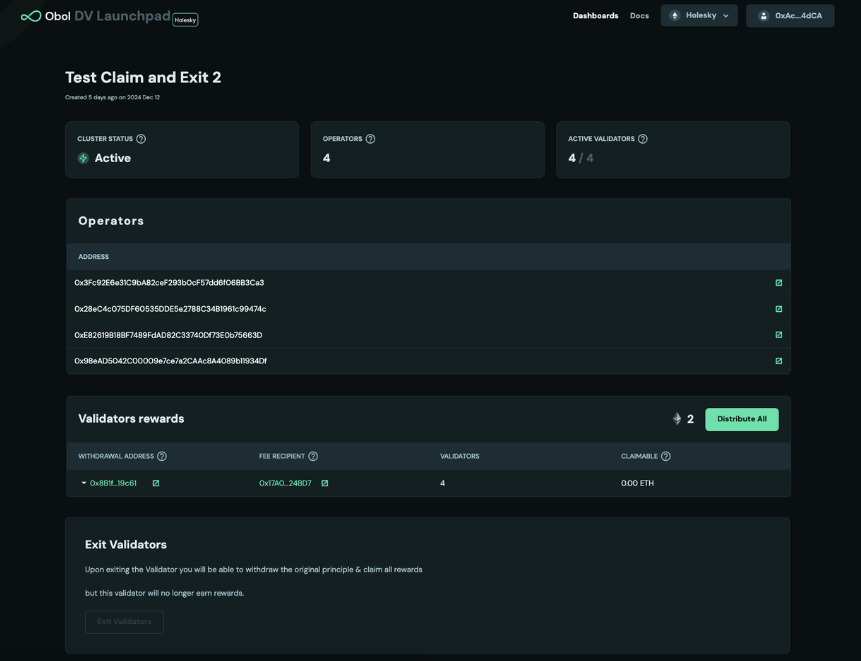 Obol DV Launchpad Holesky
Dashboards Docs Holesky 0xAc...4dCA
Test Claim and Exit 2
Created 5 days ago on 2024 Dec 12
CLUSTER STATUS OPERATORS ACTIVE VALIDATORS
Active 4 4 / 4
Operators
ADDRESS
0x3Fc92E6e31C9bA82ceF293b0cF57dd6f06BB3Ca3
0x28eC4c075DF60535DDE5e2788C34B1961c99474c
0xE82619B18BF7489FdAD82C33740Df73E0b75663D
0x98eAD5042C00009e7ce7a2CAAc8A4089b11934Df
Validators rewards 2 Distribute All
WITHDRAWAL ADDRESS FEE RECIPIENT VALIDATORS CLAIMABLE
0x8B1f...19c61 0x17A0...24BD7 4 0.00 ETH
Exit Validators
Upon exiting the Validator you will be able to withdraw the original principle & claim all rewards
but this validator will no longer earn rewards.
Exit Validators